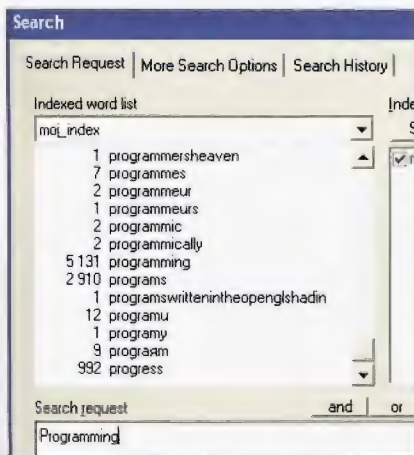 Search
Search Request More Search Options Search History
Indexed word list Inde
moj_index S
1 programmersheaven
7 programmes
2 programmeur
1 programmeurs
2 programmic
2 programmically
5 131 programming
2 910 programs
1 programswrittenintheopenglshadin
12 programu
1 programy
9 prograяm
992 progress
Search request and or
Programming